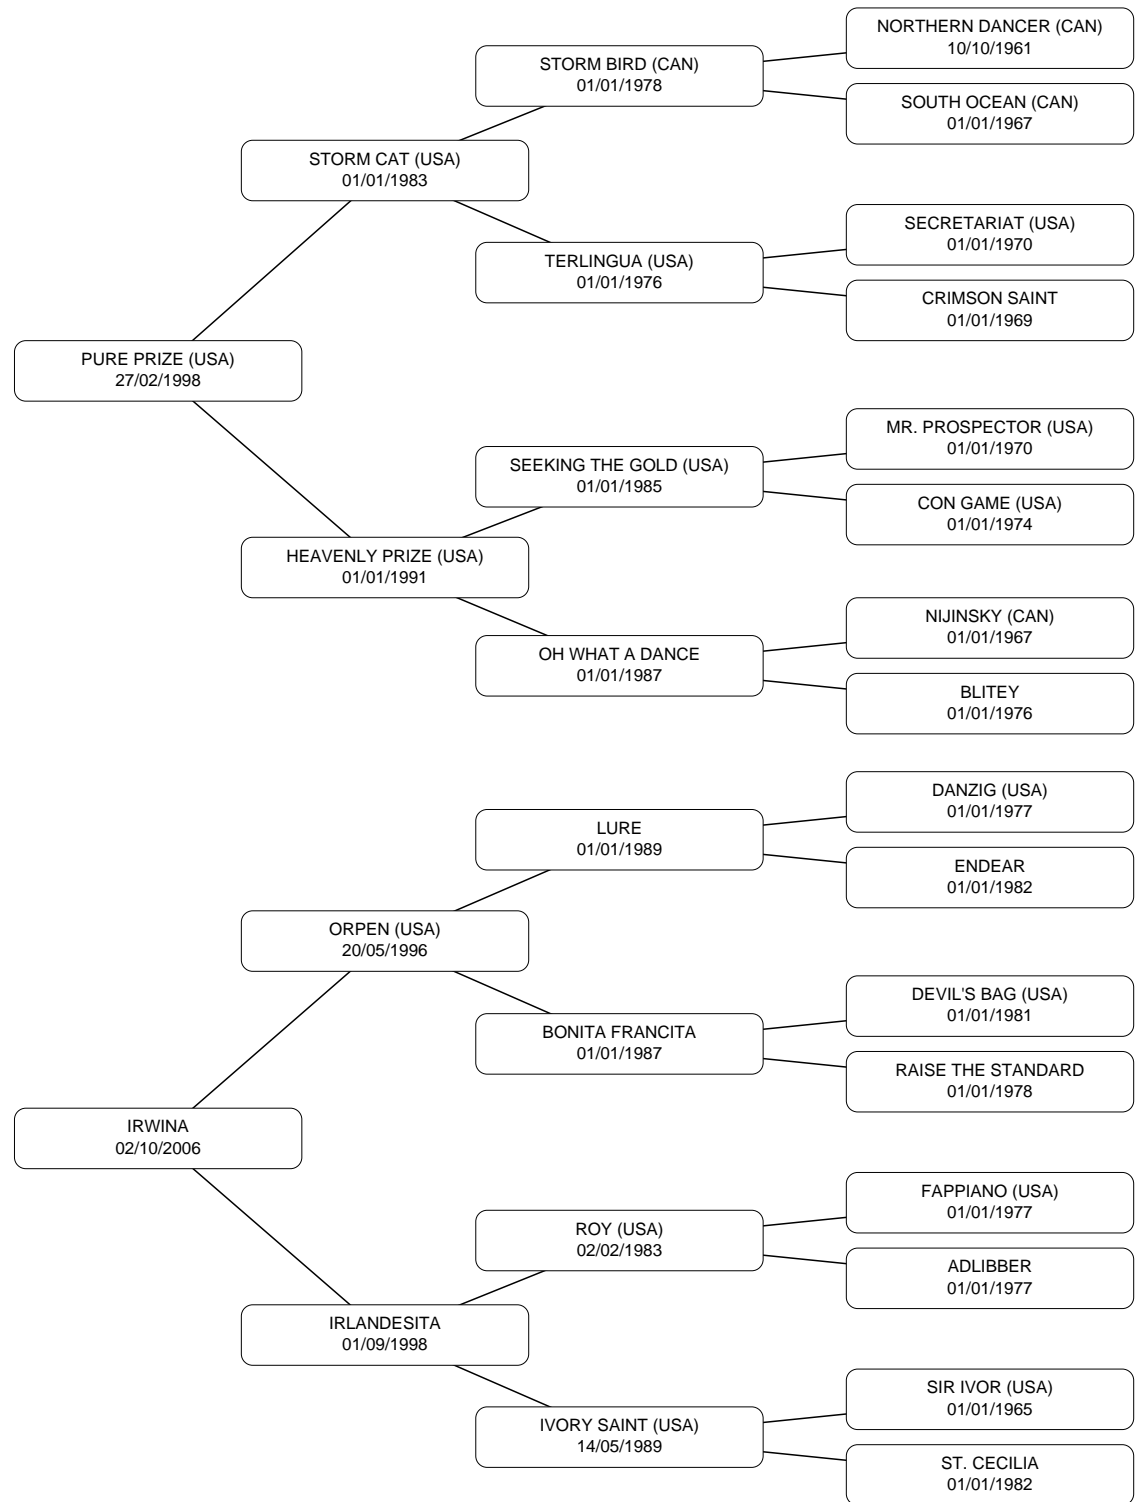 NORTHERN DANCER (CAN)
10/10/1961
STORM BIRD (CAN)
01/01/1978
SOUTH OCEAN (CAN)
01/01/1967
STORM CAT (USA)
01/01/1983
SECRETARIAT (USA)
01/01/1970
TERLINGUA (USA)
01/01/1976
CRIMSON SAINT
01/01/1969
PURE PRIZE (USA)
27/02/1998
MR. PROSPECTOR (USA)
01/01/1970
SEEKING THE GOLD (USA)
01/01/1985
CON GAME (USA)
01/01/1974
HEAVENLY PRIZE (USA)
01/01/1991
NIJINSKY (CAN)
01/01/1967
OH WHAT A DANCE
01/01/1987
BLITEY
01/01/1976
DANZIG (USA)
01/01/1977
LURE
01/01/1989
ENDEAR
01/01/1982
ORPEN (USA)
20/05/1996
DEVIL'S BAG (USA)
01/01/1981
BONITA FRANCITA
01/01/1987
RAISE THE STANDARD
01/01/1978
IRWINA
02/10/2006
FAPPIANO (USA)
01/01/1977
ROY (USA)
02/02/1983
ADLIBBER
01/01/1977
IRLANDESITA
01/09/1998
SIR IVOR (USA)
01/01/1965
IVORY SAINT (USA)
14/05/1989
ST. CECILIA
01/01/1982